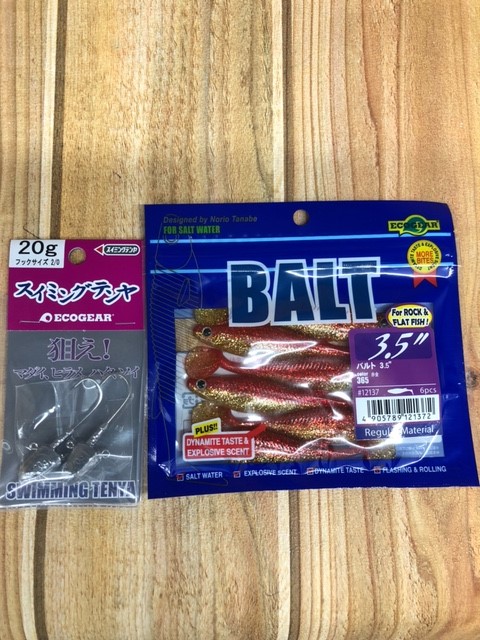 20g
フックサイズ 2/0
スイミングテンヤ
スイミングテンヤ
ECOGEAR
狙え!
SWIMMING TENYA
Designed by Norio Tanabe
FOR SALT WATER
ECOGEAR
MORE BITES
BALT
For ROCK & FLAT FISH!
3.5"
バルト 3.5"
365
#12137
6pcs
4 905789 121372
Regular Material
PLUS!!
DYNAMITE TASTE &
EXPLOSIVE SCENT
SALT WATER
EXPLOSIVE SCENT
DYNAMITE TASTE
FLASHING & ROLLING